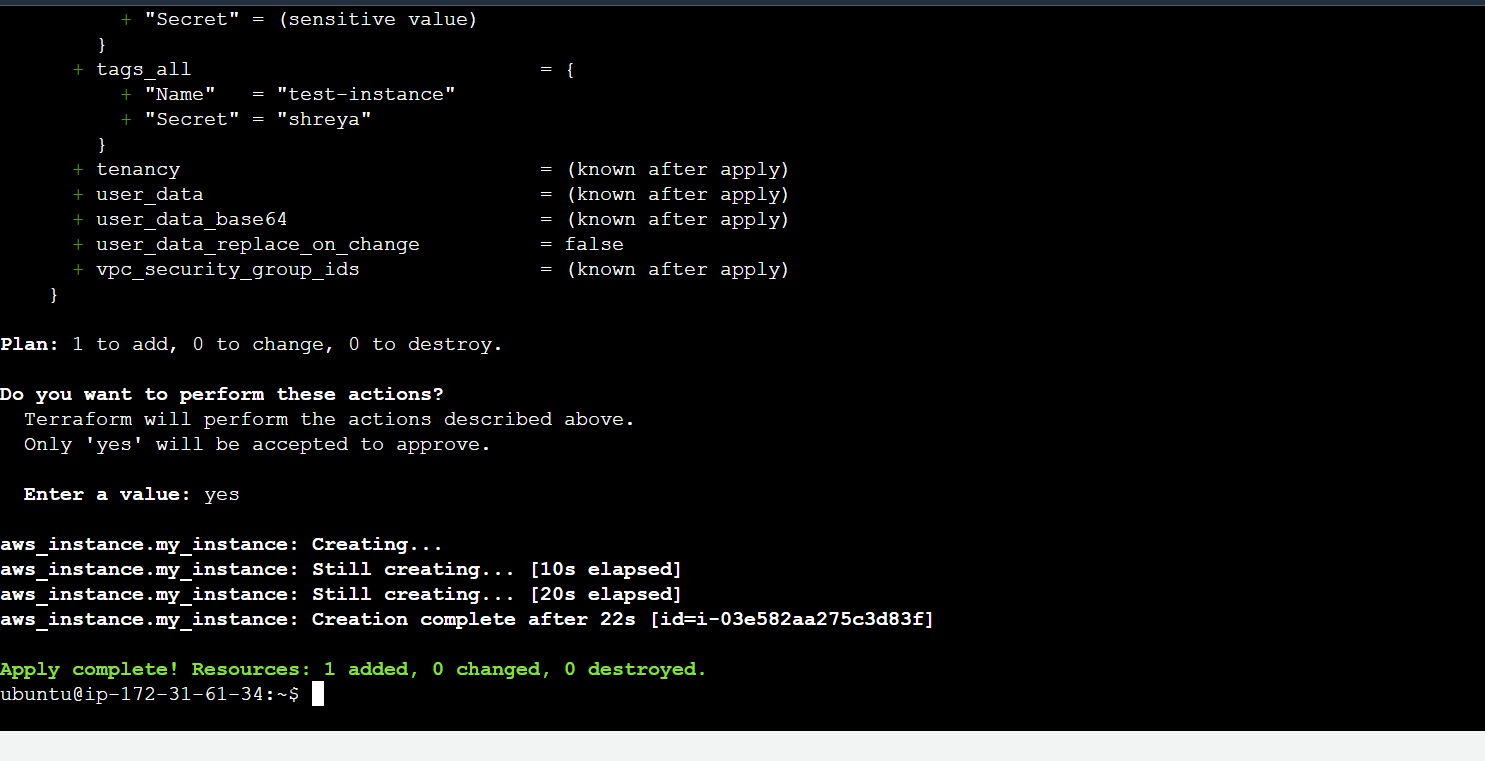 + "Secret" = (sensitive value)
}
+ tags_all = {
+ "Name" = "test-instance"
+ "Secret" = "shreya"
}
+ tenancy = (known after apply)
+ user_data = (known after apply)
+ user_data_base64 = (known after apply)
+ user_data_replace_on_change = false
+ vpc_security_group_ids = (known after apply)
}
Plan: 1 to add, 0 to change, 0 to destroy.
Do you want to perform these actions?
Terraform will perform the actions described above.
Only 'yes' will be accepted to approve.
Enter a value: yes
aws_instance.my_instance: Creating...
aws_instance.my_instance: Still creating... [10s elapsed]
aws_instance.my_instance: Still creating... [20s elapsed]
aws_instance.my_instance: Creation complete after 22s [id=i-03e582aa275c3d83f]
Apply complete! Resources: 1 added, 0 changed, 0 destroyed.
ubuntu@ip-172-31-61-34:~$